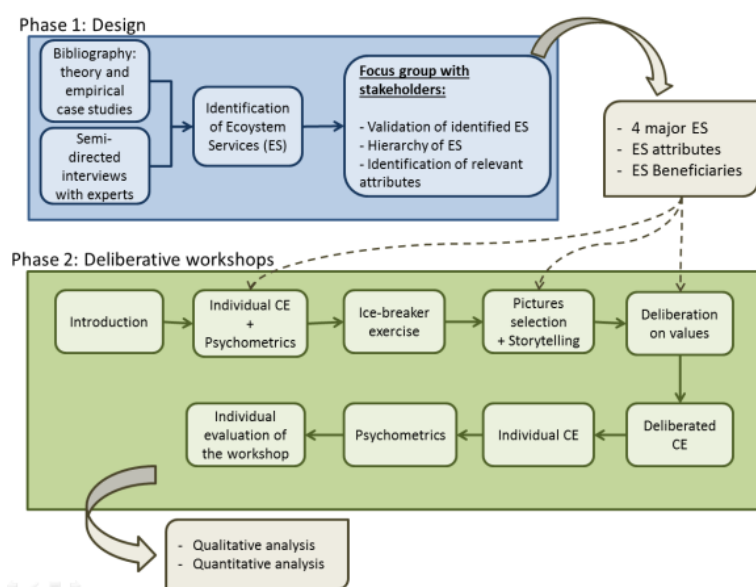 Phase 1: Design
Bibliography:
theory and
empirical
case studies
Semi-
directed
interviews
with experts
Identification
of Ecoystem
Services (ES)
Focus group with
stakeholders:
- Validation of identified ES
- Hierarchy of ES
- Identification of relevant
attributes
- 4 major ES
- ES attributes
- ES Beneficiaries
Phase 2: Deliberative workshops
Introduction
Individual CE
+
Psychometrics
Ice-breaker
exercise
Pictures
selection
+ Storytelling
Deliberation
on values
Individual
evaluation of
the workshop
Psychometrics
Individual CE
Deliberated
CE
- Qualitative analysis
- Quantitative analysis